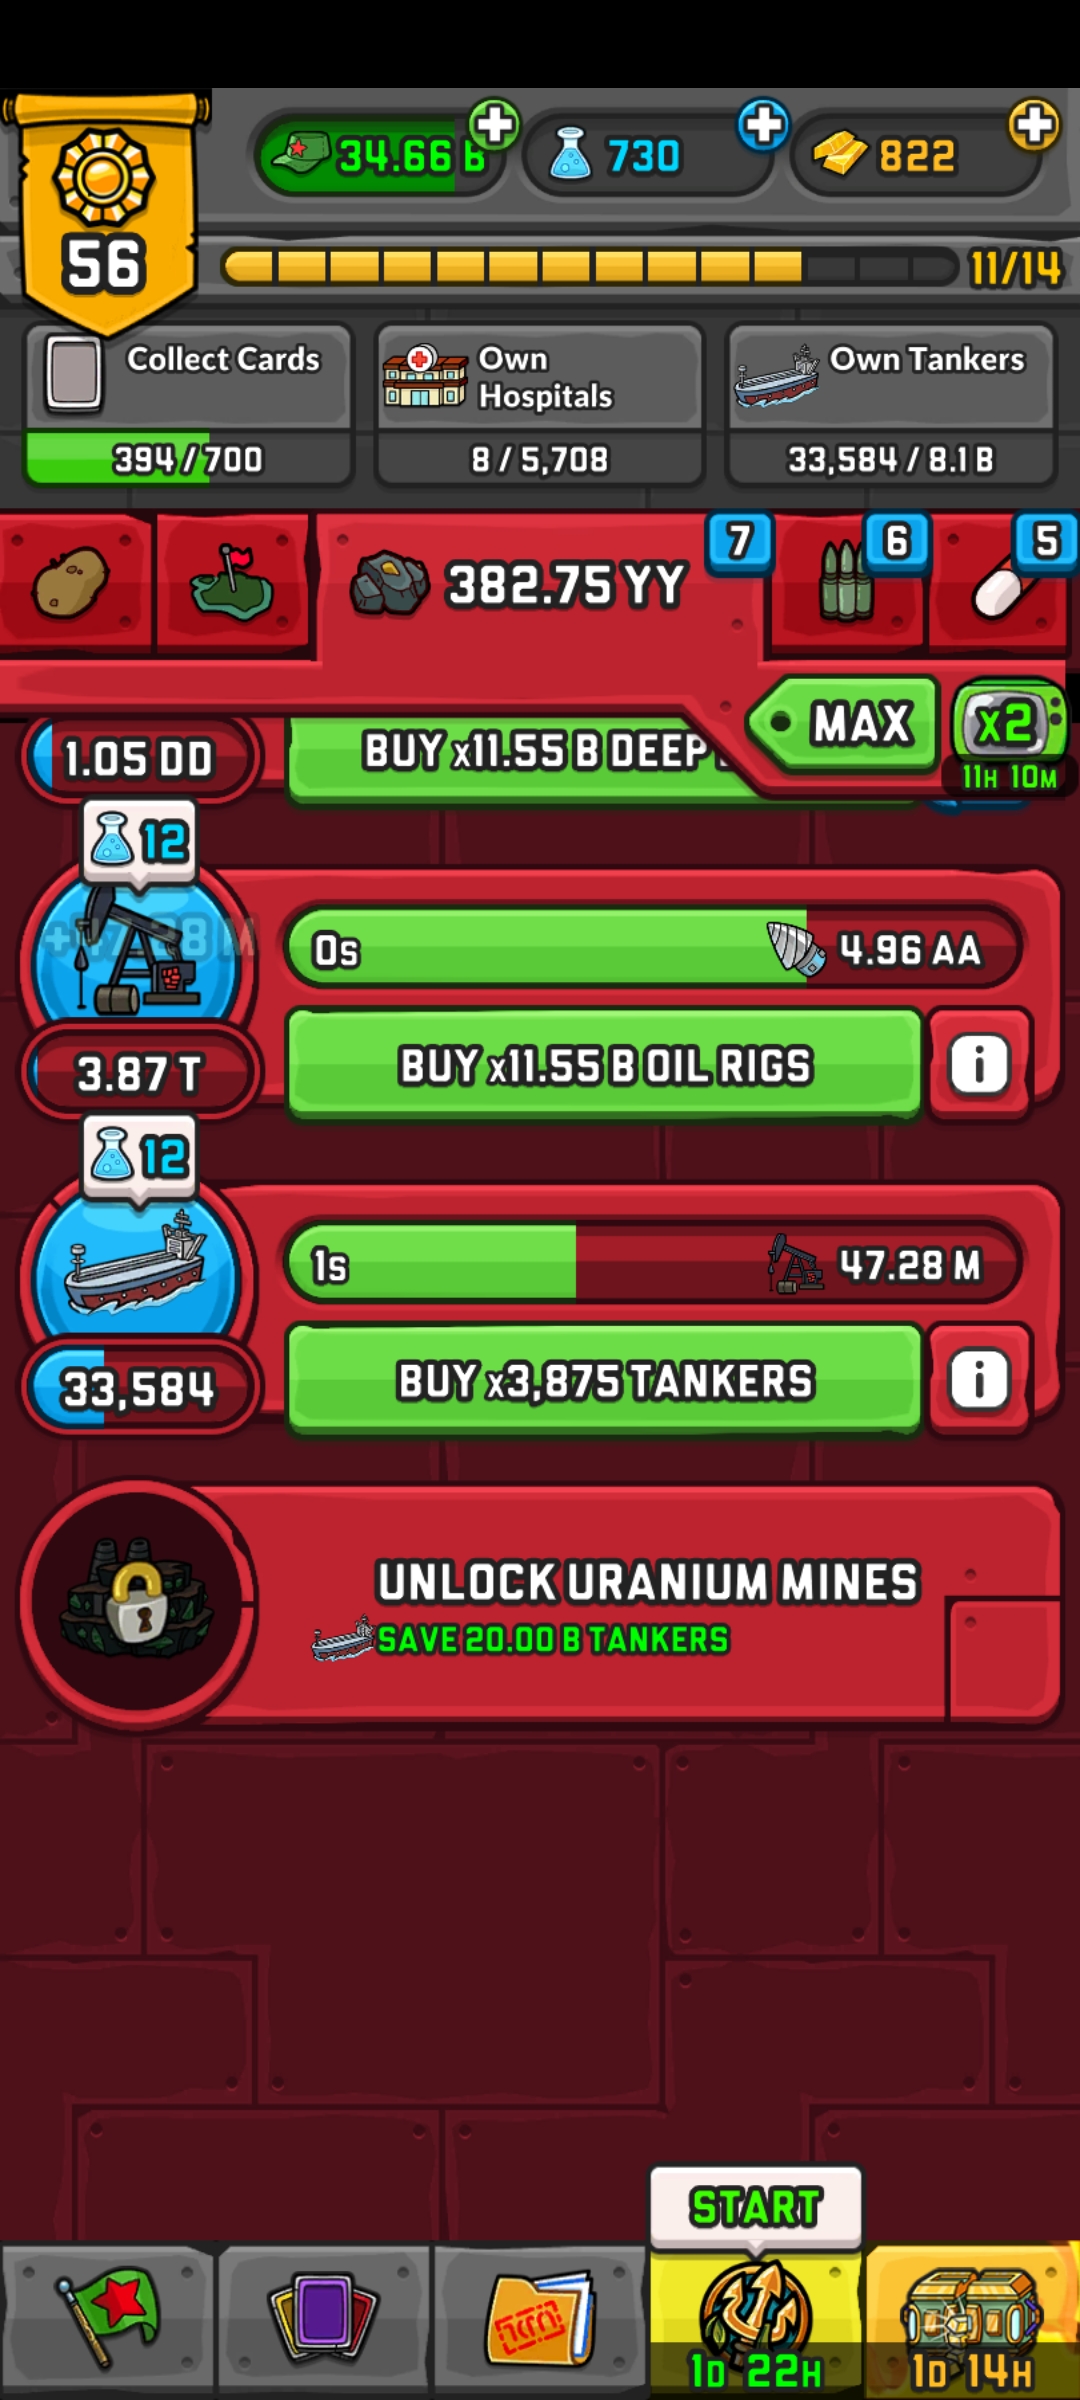 34.66 B
730
822
56
11/14
Collect Cards
394/700
Own
Hospitals
8/5,708
Own Tankers
33,584/8.1 B
382.75 YY
7
6
5
MAX
x2
11H 10M
1.05 DD
BUY x11.55 B DEEP
12
0s
4.96 AA
3.87 T
BUY x11.55 B OIL RIGS
i
12
1s
47.28 M
33,584
BUY x3,875 TANKERS
i
UNLOCK URANIUM MINES
SAVE 20.00 B TANKERS
START
1D 22H
1D 14H